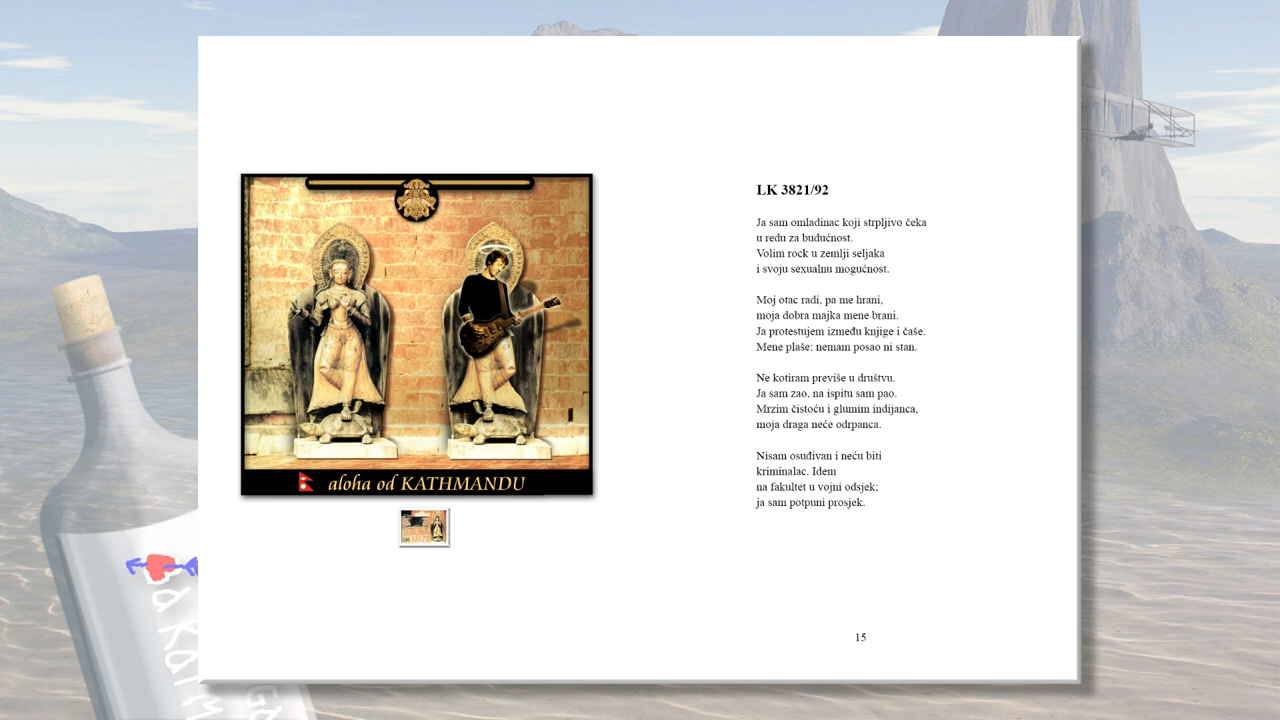 aloha od KATHMANDU
LK 3821/92
Ja sam omladinac koji strpljivo čeka
u redu za budućnost.
Volim rock u zemlji seljaka
i svoju sexualnu mogućnost.
Moj otac radi, pa me hrani,
moja dobra majka mene brani.
Ja protestujem između knjige i čaše.
Mene plaše: nemam posao ni stan.
Ne kotiram previše u društvu.
Ja sam zao, na ispitu sam pao.
Mrzim čistoću i glumim indijanca,
moja draga neće odrpanca.
Nisam osuđivan i neću biti
kriminalac. Idem
na fakultet u vojni odsjek;
ja sam potpuni prosjek.
15